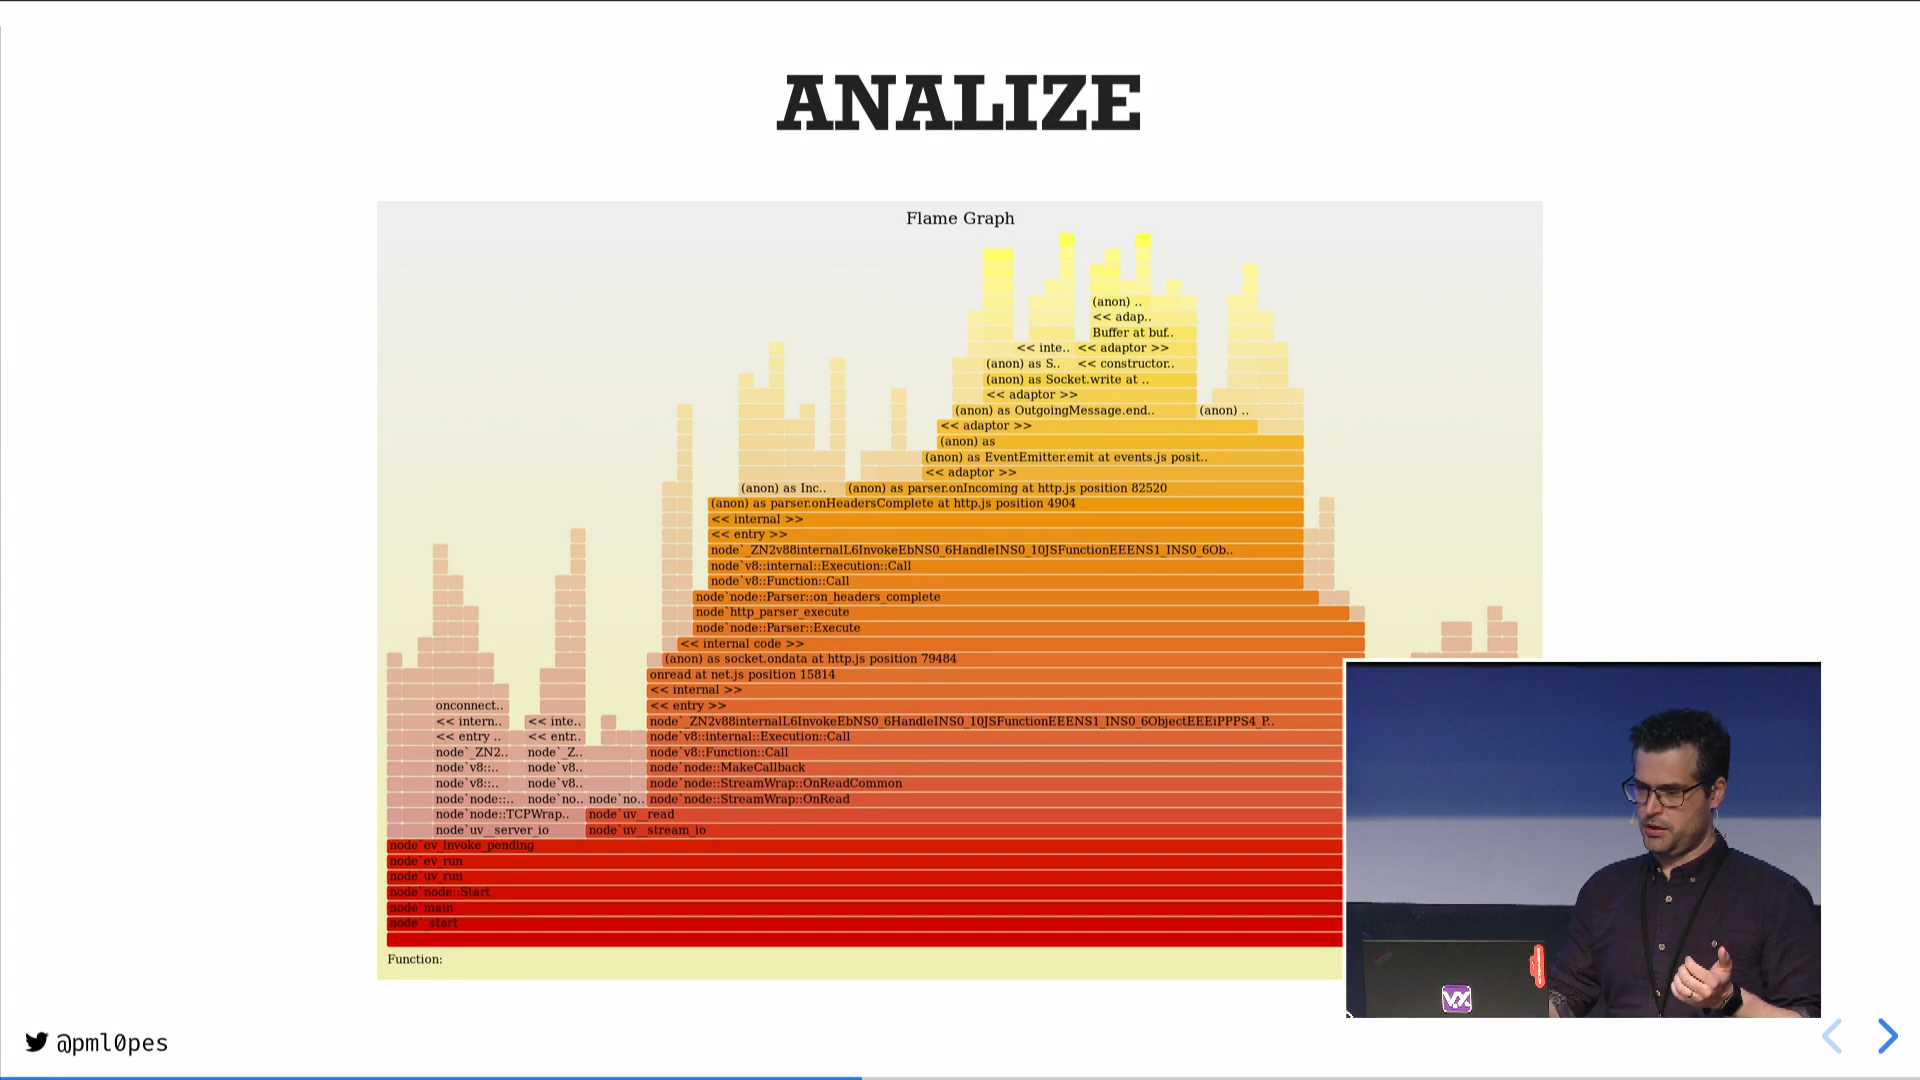 ANALIZE
Flame Graph
(anon) ..
<< adap..
Buffer at buf..
<< inte.. << adaptor >>
(anon) as S.. << constructor..
(anon) as Socket.write at ..
<< adaptor >>
(anon) as OutgoingMessage.end.. (anon) ..
<< adaptor >>
(anon) as
(anon) as EventEmitter.emit at events.js posit..
<< adaptor >>
(anon) as Inc.. (anon) as parser.onIncoming at http.js position 82520
(anon) as parser.onHeadersComplete at http.js position 4904
<< internal >>
<< entry >>
node`_ZN2v88internalL6InvokeEbNS0_6HandleINS0_10JSFunctionEEENS1_INS0_6Ob..
node`v8::internal::Execution::Call
node`v8::Function::Call
node`node::Parser::on_headers_complete
node`http_parser_execute
node`node::Parser::Execute
<< internal code >>
(anon) as socket.ondata at http.js position 79484
onread at net.js position 15814
<< internal >>
onconnect.. << entry >>
<< intern.. << inte.. node`_ZN2v88internalL6InvokeEbNS0_6HandleINS0_10JSFunctionEEENS1_INS0_6ObjectEEEiPPPS4_P..
<< entry .. << entr.. node`v8::internal::Execution::Call
node`_ZN2.. node`_Z.. node`v8::Function::Call
node`v8::.. node`v8.. node`node::MakeCallback
node`v8::.. node`v8.. node`node::StreamWrap::OnReadCommon
node`node::.. node`no.. node`no.. node`node::StreamWrap::OnRead
node`node::TCPWrap.. node`uv__read
node`uv__server_io node`uv__stream_io
node`ev_invoke_pending
node`ev_run
node`uv_run
node`node::Start
node`main
node`_start
Function:
VX
@pml0pes